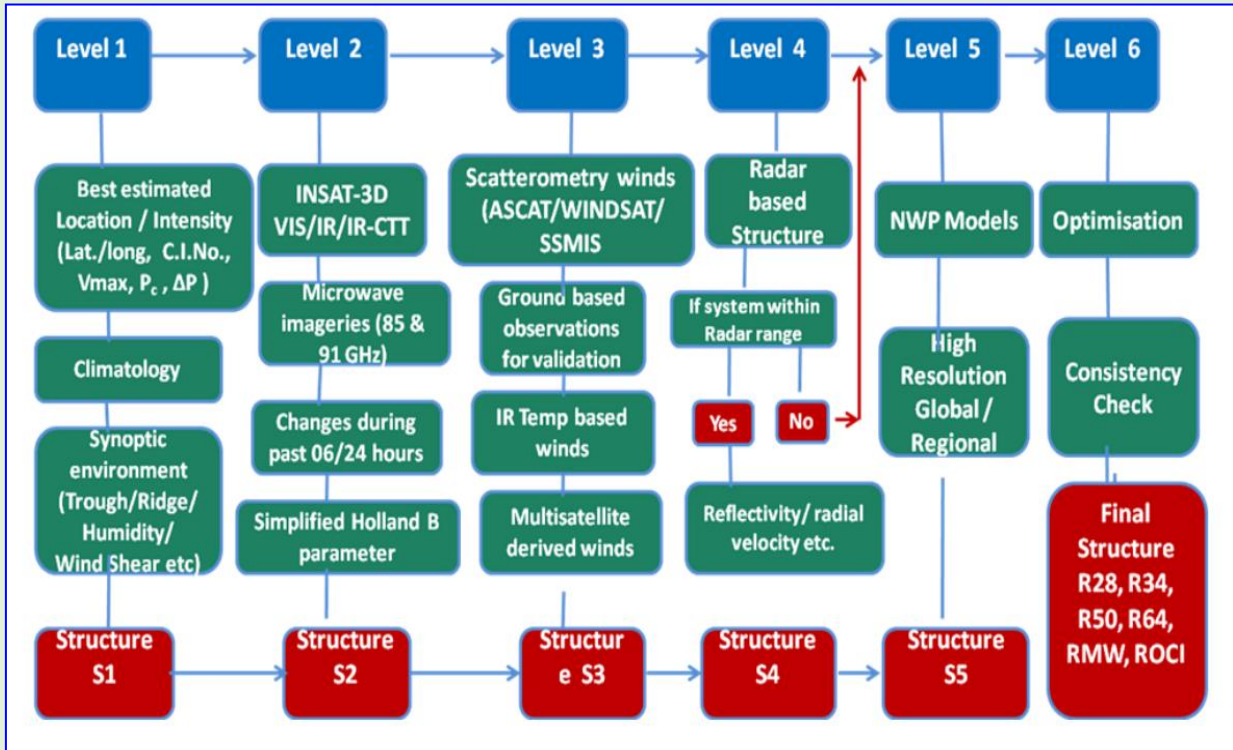 Level 1
Level 2
Level 3
Level 4
Level 5
Level 6
Best estimated
Location / Intensity
(Lat./long, C.I.No.,
Vmax, Pc , ΔP )
Climatology
Synoptic
environment
(Trough/Ridge/
Humidity/
Wind Shear etc)
Structure
S1
INSAT-3D
VIS/IR/IR-CTT
Microwave
imageries (85 &
91 GHz)
Changes during
past 06/24 hours
Simplified Holland B
parameter
Structure
S2
Scatterometry winds
(ASCAT/WINDSAT/
SSMIS
Ground based
observations
for validation
IR Temp based
winds
Multisatellite
derived winds
Structur
e S3
Radar
based
Structure
If system within
Radar range
Yes
No
Reflectivity/ radial
velocity etc.
Structure
S4
NWP Models
High
Resolution
Global /
Regional
Structure
S5
Optimisation
Consistency
Check
Final
Structure
R28, R34,
R50, R64,
RMW, ROCI